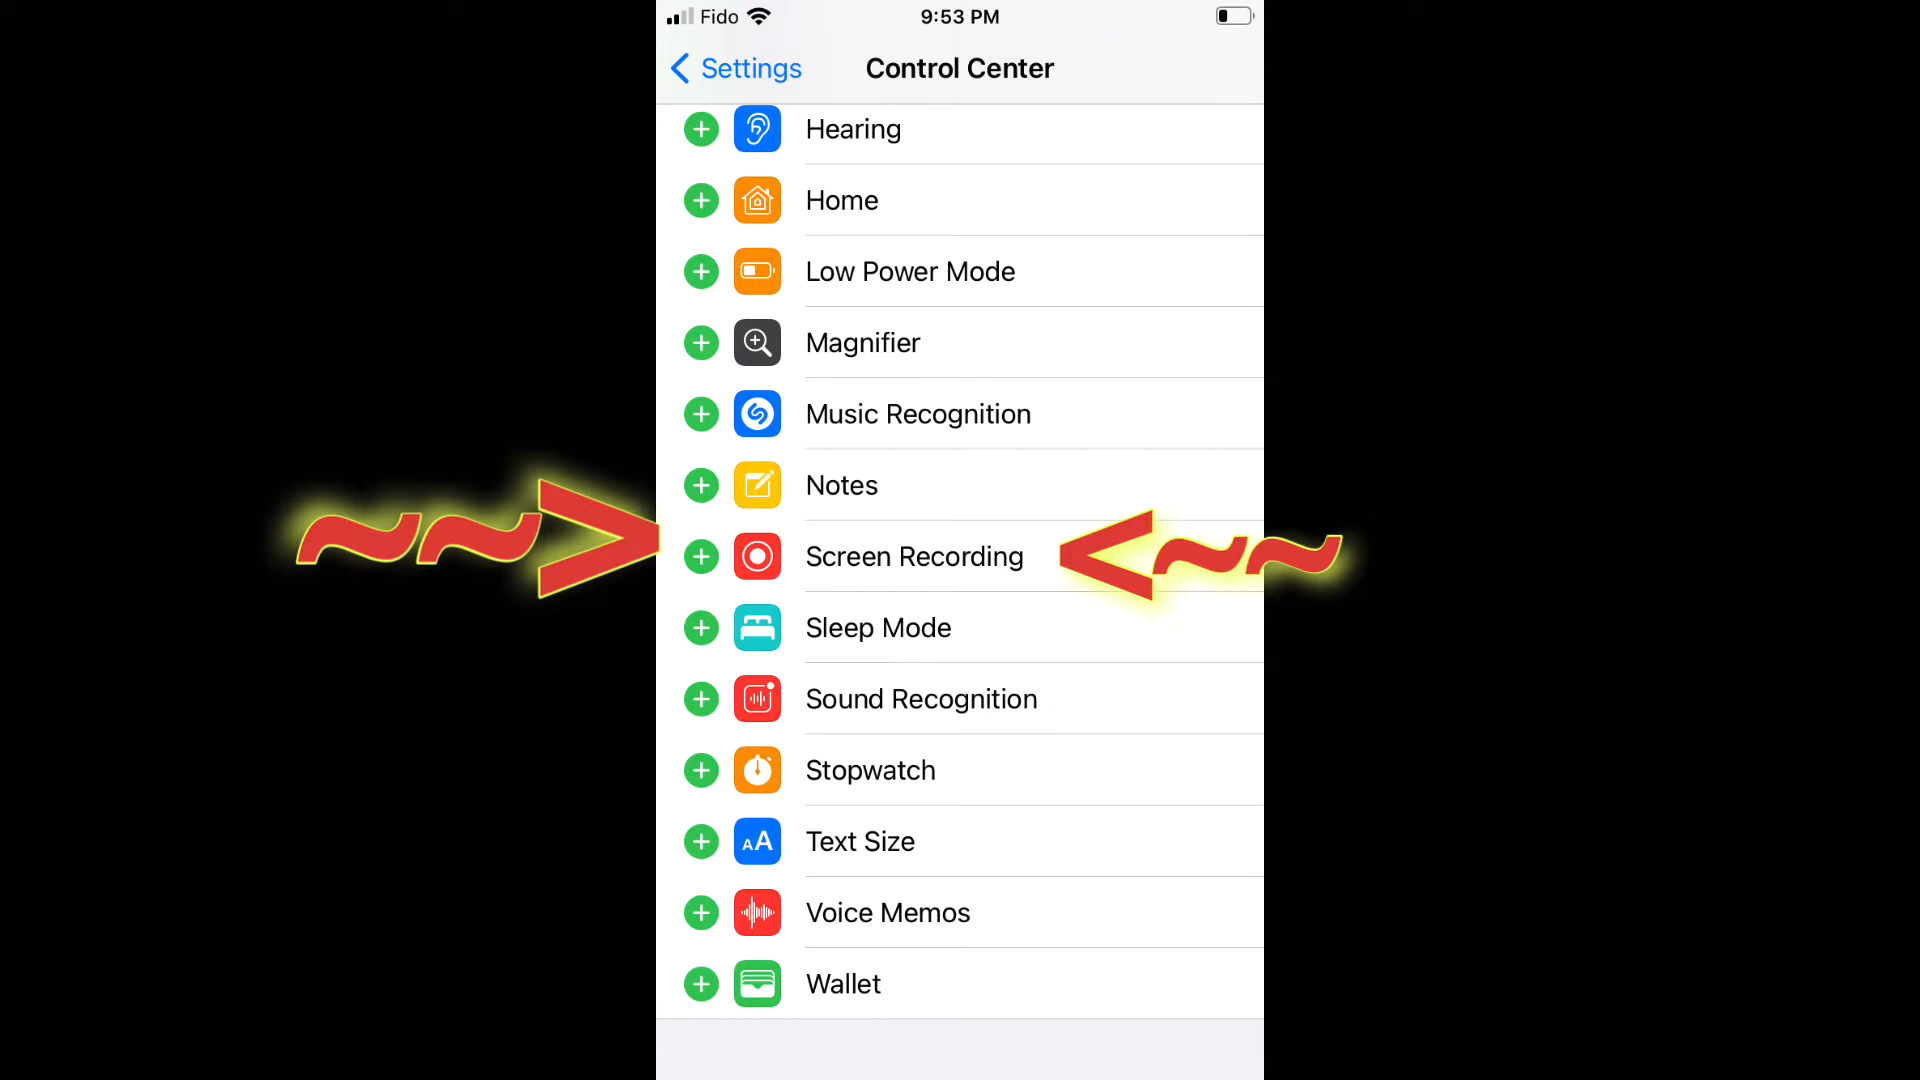 Fido
9:53 PM
Settings
Control Center
Hearing
Home
Low Power Mode
Magnifier
Music Recognition
Notes
~~>
Screen Recording
<~~
Sleep Mode
Sound Recognition
Stopwatch
AA
Text Size
Voice Memos
Wallet